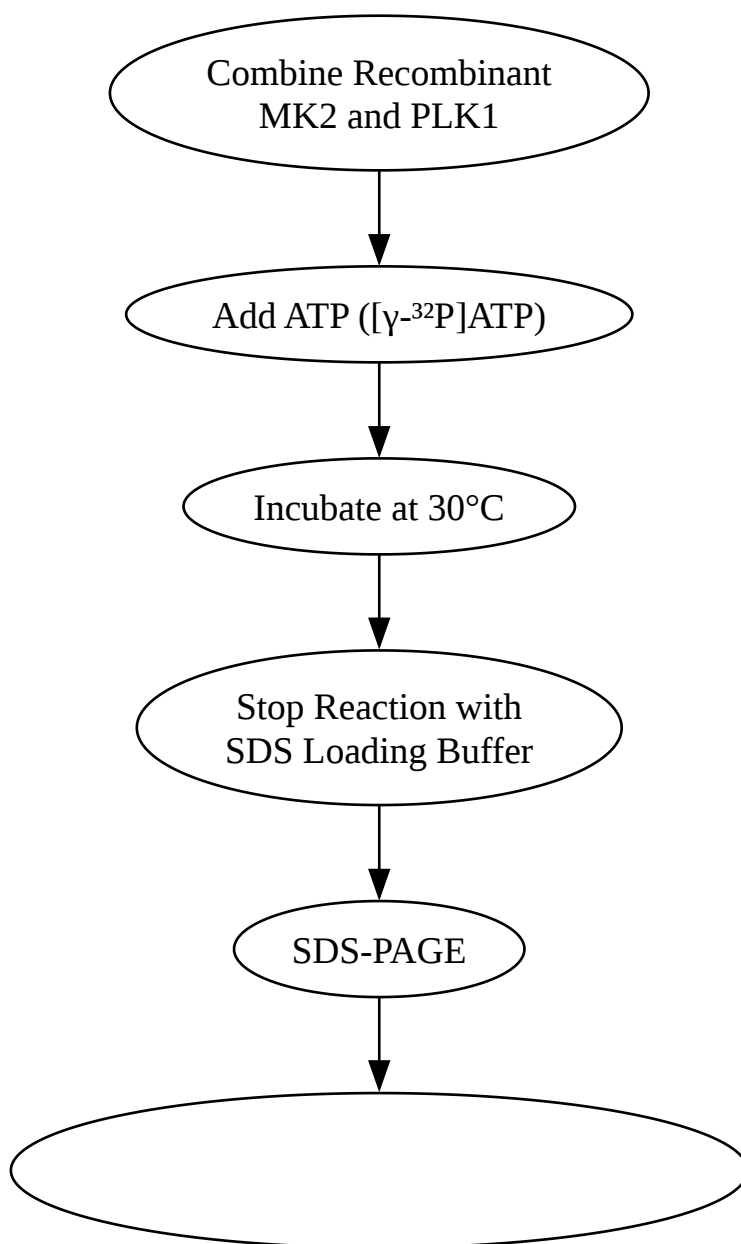 Combine Recombinant
MK2 and PLK1
Add ATP ([γ-³²P]ATP)
Incubate at 30°C
Stop Reaction with
SDS Loading Buffer
SDS-PAGE